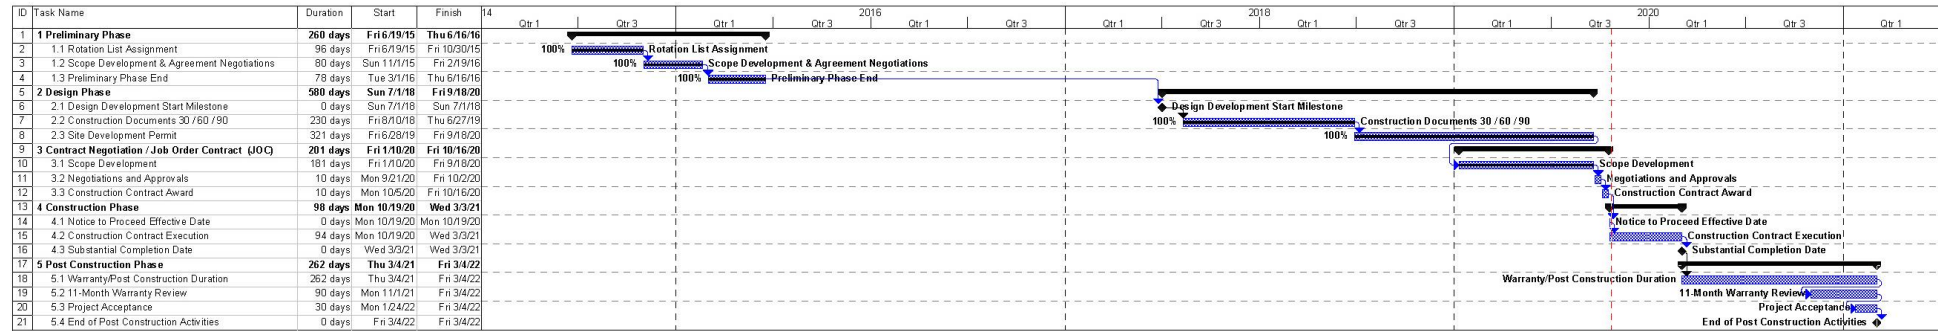 ID Task Name Duration Start Finish 14 2016 2018 2020
Qtr 1 Qtr 3 Qtr 1 Qtr 3 Qtr 1 Qtr 3 Qtr 1 Qtr 3 Qtr 1 Qtr 3 Qtr 1 Qtr 3 Qtr 1 Qtr 3 Qtr 1
1 1 Preliminary Phase 260 days Fri 6/19/15 Thu 6/16/16
2 1.1 Rotation List Assignment 96 days Fri 6/19/15 Fri 10/30/15 100% Rotation List Assignment
3 1.2 Scope Development & Agreement Negotiations 80 days Sun 11/1/15 Fri 2/19/16 100% Scope Development & Agreement Negotiations
4 1.3 Preliminary Phase End 78 days Tue 3/1/16 Thu 6/16/16 100% Preliminary Phase End
5 2 Design Phase 580 days Sun 7/1/18 Fri 9/18/20
6 2.1 Design Development Start Milestone 0 days Sun 7/1/18 Sun 7/1/18 Design Development Start Milestone
7 2.2 Construction Documents 30 / 60 / 90 230 days Fri 8/10/18 Thu 6/27/19 100% Construction Documents 30 / 60 / 90
8 2.3 Site Development Permit 321 days Fri 6/28/19 Fri 9/18/20 100%
9 3 Contract Negotiation / Job Order Contract (JOC) 201 days Fri 1/10/20 Fri 10/16/20
10 3.1 Scope Development 181 days Fri 1/10/20 Fri 9/18/20 Scope Development
11 3.2 Negotiations and Approvals 10 days Mon 9/21/20 Fri 10/2/20 Negotiations and Approvals
12 3.3 Construction Contract Award 10 days Mon 10/5/20 Fri 10/16/20 Construction Contract Award
13 4 Construction Phase 98 days Mon 10/19/20 Wed 3/3/21
14 4.1 Notice to Proceed Effective Date 0 days Mon 10/19/20 Mon 10/19/20 Notice to Proceed Effective Date
15 4.2 Construction Contract Execution 94 days Mon 10/19/20 Wed 3/3/21 Construction Contract Execution
16 4.3 Substantial Completion Date 0 days Wed 3/3/21 Wed 3/3/21 Substantial Completion Date
17 5 Post Construction Phase 262 days Thu 3/4/21 Fri 3/4/22
18 5.1 Warranty/Post Construction Duration 262 days Thu 3/4/21 Fri 3/4/22 Warranty/Post Construction Duration
19 5.2 11-Month Warranty Review 90 days Mon 11/1/21 Fri 3/4/22 11-Month Warranty Review
20 5.3 Project Acceptance 30 days Mon 1/24/22 Fri 3/4/22 Project Acceptance
21 5.4 End of Post Construction Activities 0 days Fri 3/4/22 Fri 3/4/22 End of Post Construction Activities